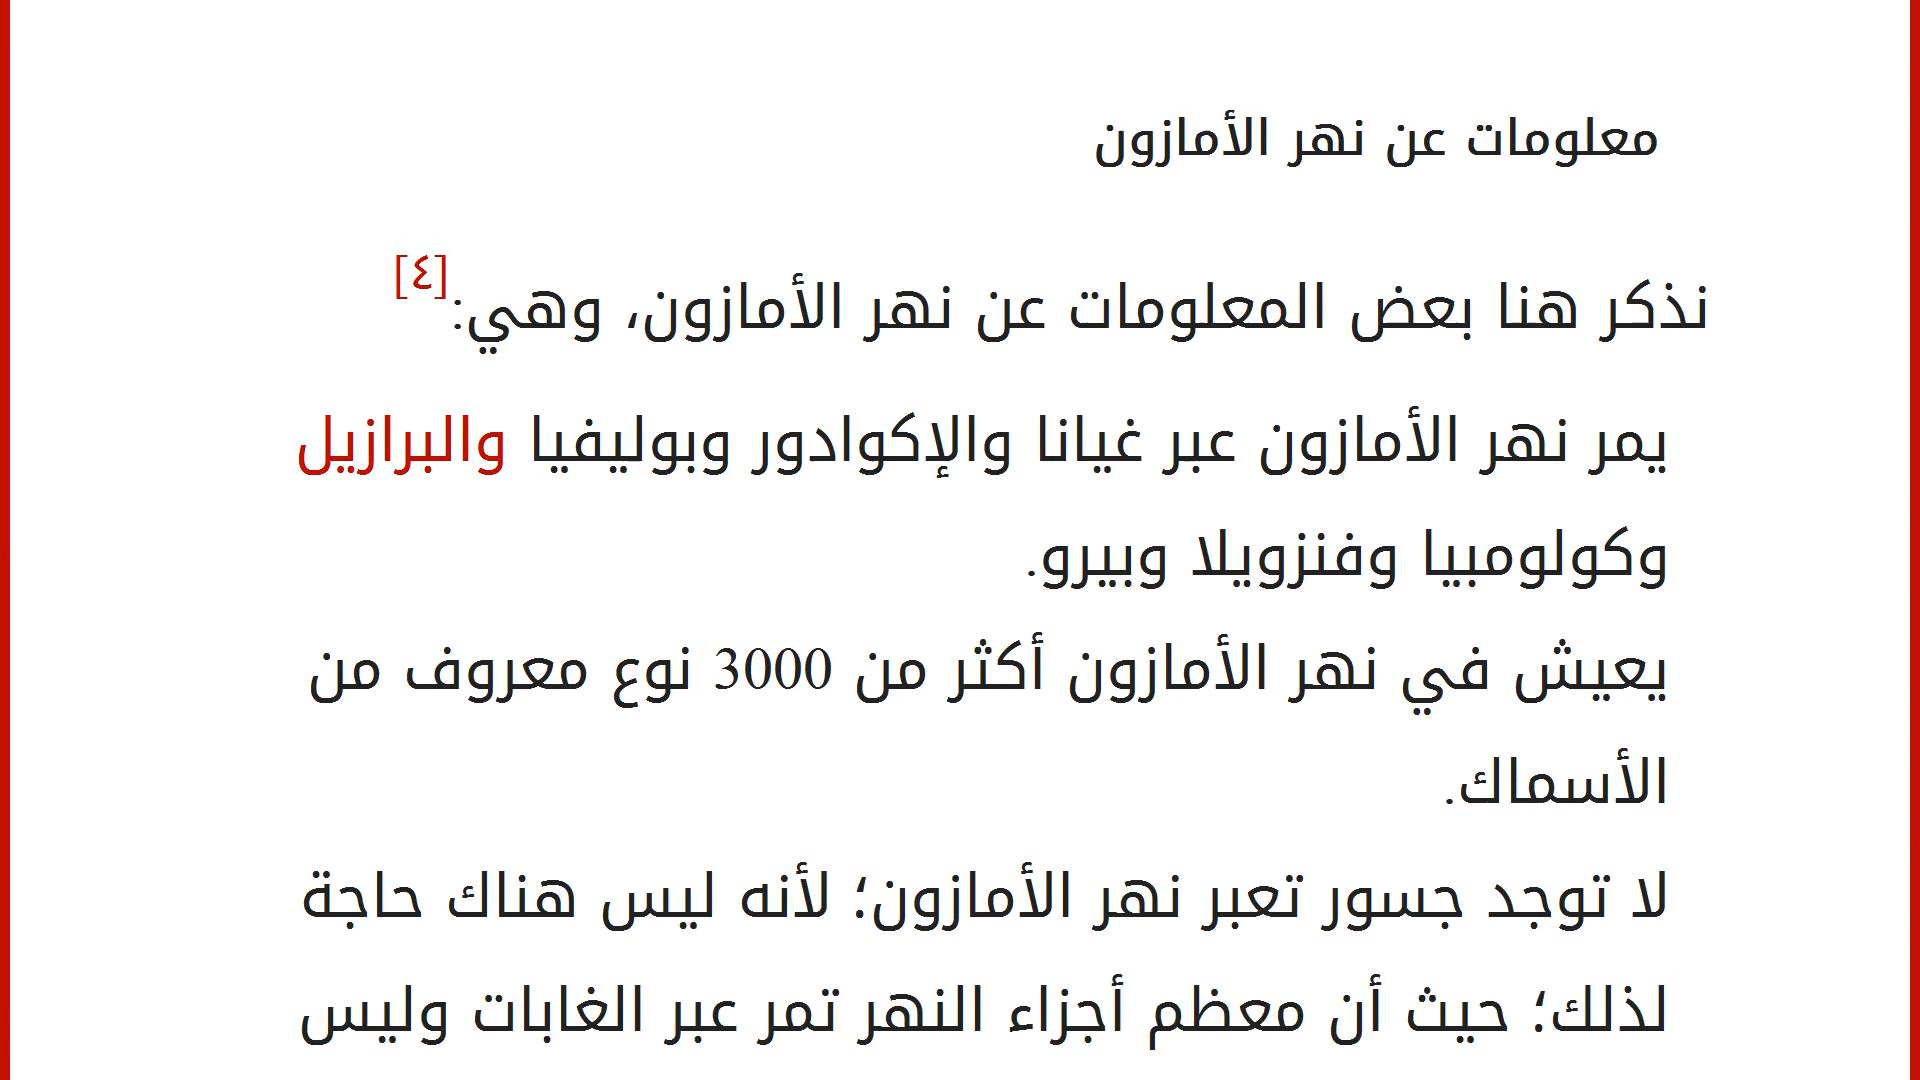 معلومات عن نهر الأمازون
نذكر هنا بعض المعلومات عن نهر الأمازون، وهي:[٤]
يمر نهر الأمازون عبر غيانا والإكوادور وبوليفيا والبرازيل
وكولومبيا وفنزويلا وبيرو.
يعيش في نهر الأمازون أكثر من 3000 نوع معروف من
الأسماك.
لا توجد جسور تعبر نهر الأمازون؛ لأنه ليس هناك حاجة
لذلك؛ حيث أن معظم أجزاء النهر تمر عبر الغابات وليس